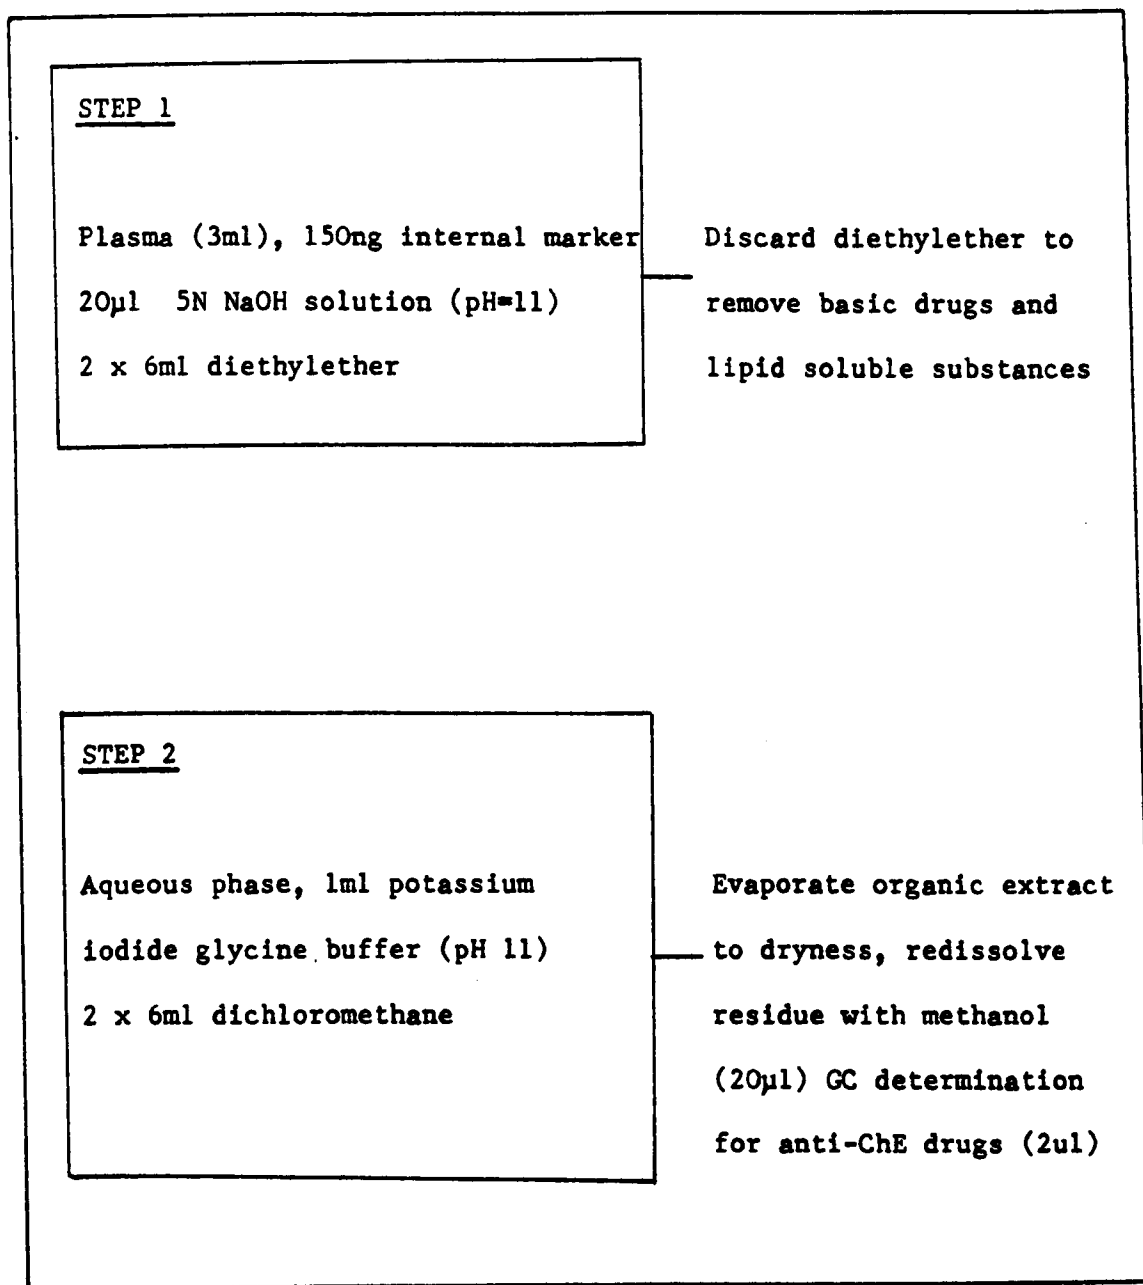 STEP 1
Plasma (3ml), 150ng internal marker
20µl 5N NaOH solution (pH=11)
2 x 6ml diethylether
Discard diethylether to
remove basic drugs and
lipid soluble substances
STEP 2
Aqueous phase, 1ml potassium
iodide glycine buffer (pH 11)
2 x 6ml dichloromethane
Evaporate organic extract
to dryness, redissolve
residue with methanol
(20µl) GC determination
for anti-ChE drugs (2ul)